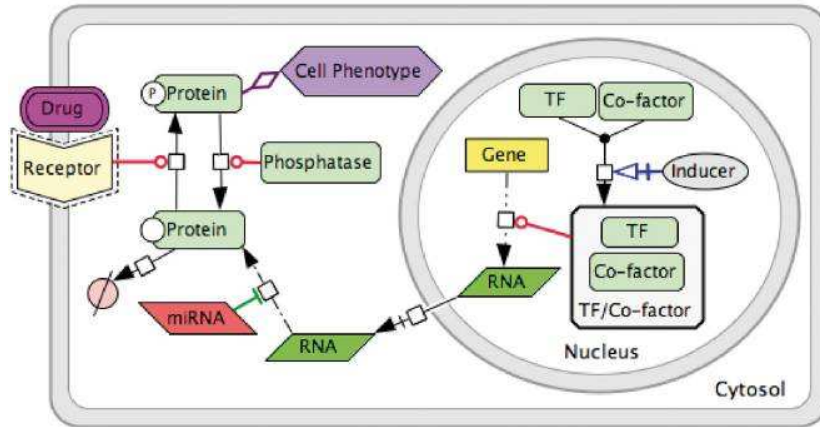 P
Protein
Cell Phenotype
Drug
Receptor
Phosphatase
Protein
miRNA
RNA
TF
Co-factor
Gene
Inducer
RNA
TF
Co-factor
TF/Co-factor
Nucleus
Cytosol